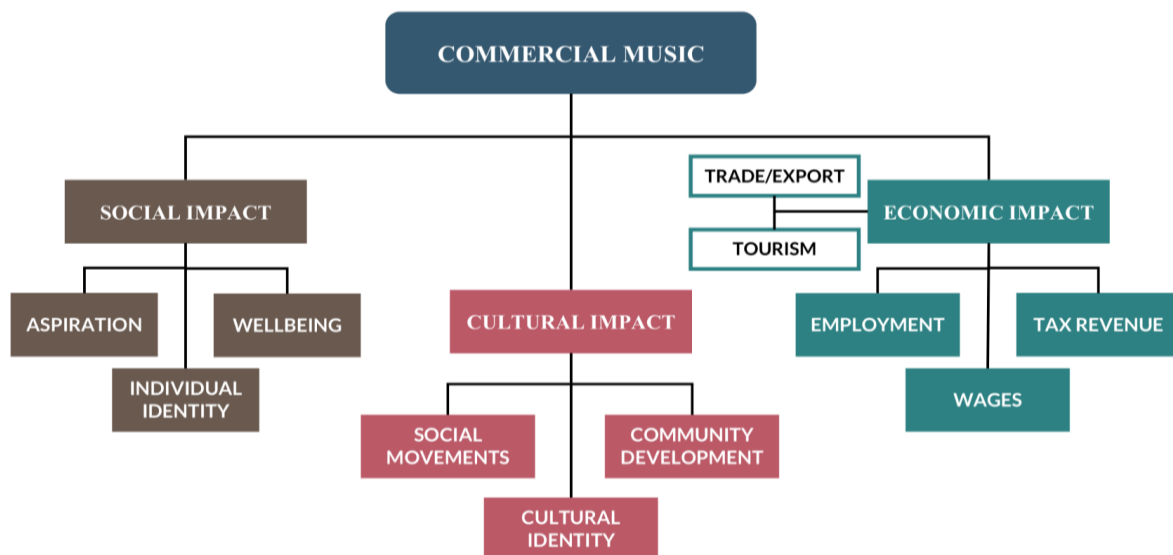 COMMERCIAL MUSIC
SOCIAL IMPACT
ASPIRATION
WELLBEING
INDIVIDUAL
IDENTITY
CULTURAL IMPACT
SOCIAL
MOVEMENTS
COMMUNITY
DEVELOPMENT
CULTURAL
IDENTITY
TRADE/EXPORT
TOURISM
ECONOMIC IMPACT
EMPLOYMENT
TAX REVENUE
WAGES